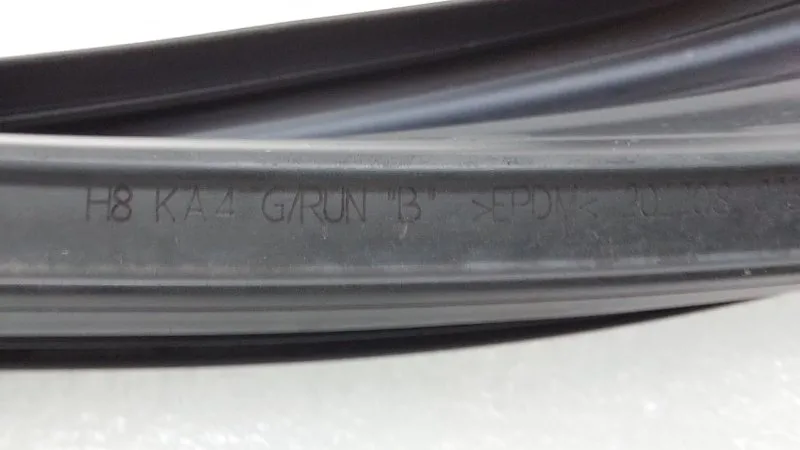 H8 KA4 G/RUN "B" >EPDM<